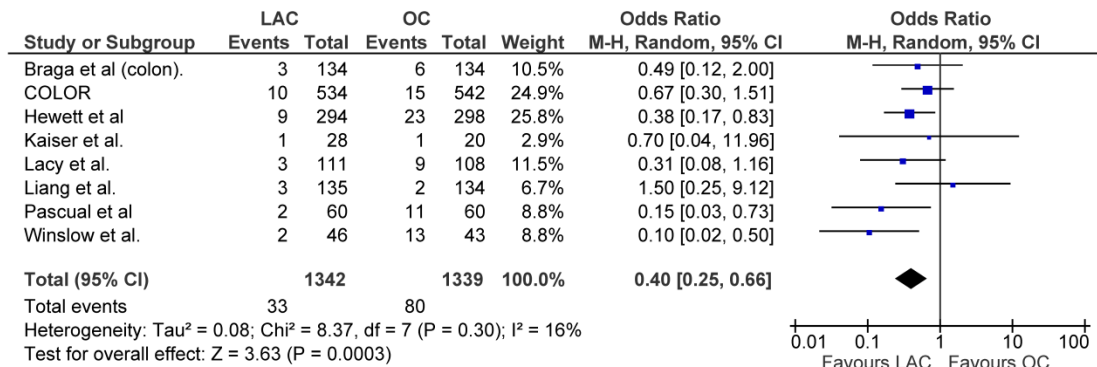 LAC OC Odds Ratio Odds Ratio
Study or Subgroup Events Total Events Total Weight M-H, Random, 95% CI M-H, Random, 95% CI
Braga et al (colon). 3 134 6 134 10.5% 0.49 [0.12, 2.00]
COLOR 10 534 15 542 24.9% 0.67 [0.30, 1.51]
Hewett et al 9 294 23 298 25.8% 0.38 [0.17, 0.83]
Kaiser et al. 1 28 1 20 2.9% 0.70 [0.04, 11.96]
Lacy et al. 3 111 9 108 11.5% 0.31 [0.08, 1.16]
Liang et al. 3 135 2 134 6.7% 1.50 [0.25, 9.12]
Pascual et al 2 60 11 60 8.8% 0.15 [0.03, 0.73]
Winslow et al. 2 46 13 43 8.8% 0.10 [0.02, 0.50]
Total (95% CI) 1342 1339 100.0% 0.40 [0.25, 0.66]
Total events 33 80
Heterogeneity: Tau² = 0.08; Chi² = 8.37, df = 7 (P = 0.30); I² = 16%
Test for overall effect: Z = 3.63 (P = 0.0003)
0.01 0.1 1 10 100
Favours LAC Favours OC